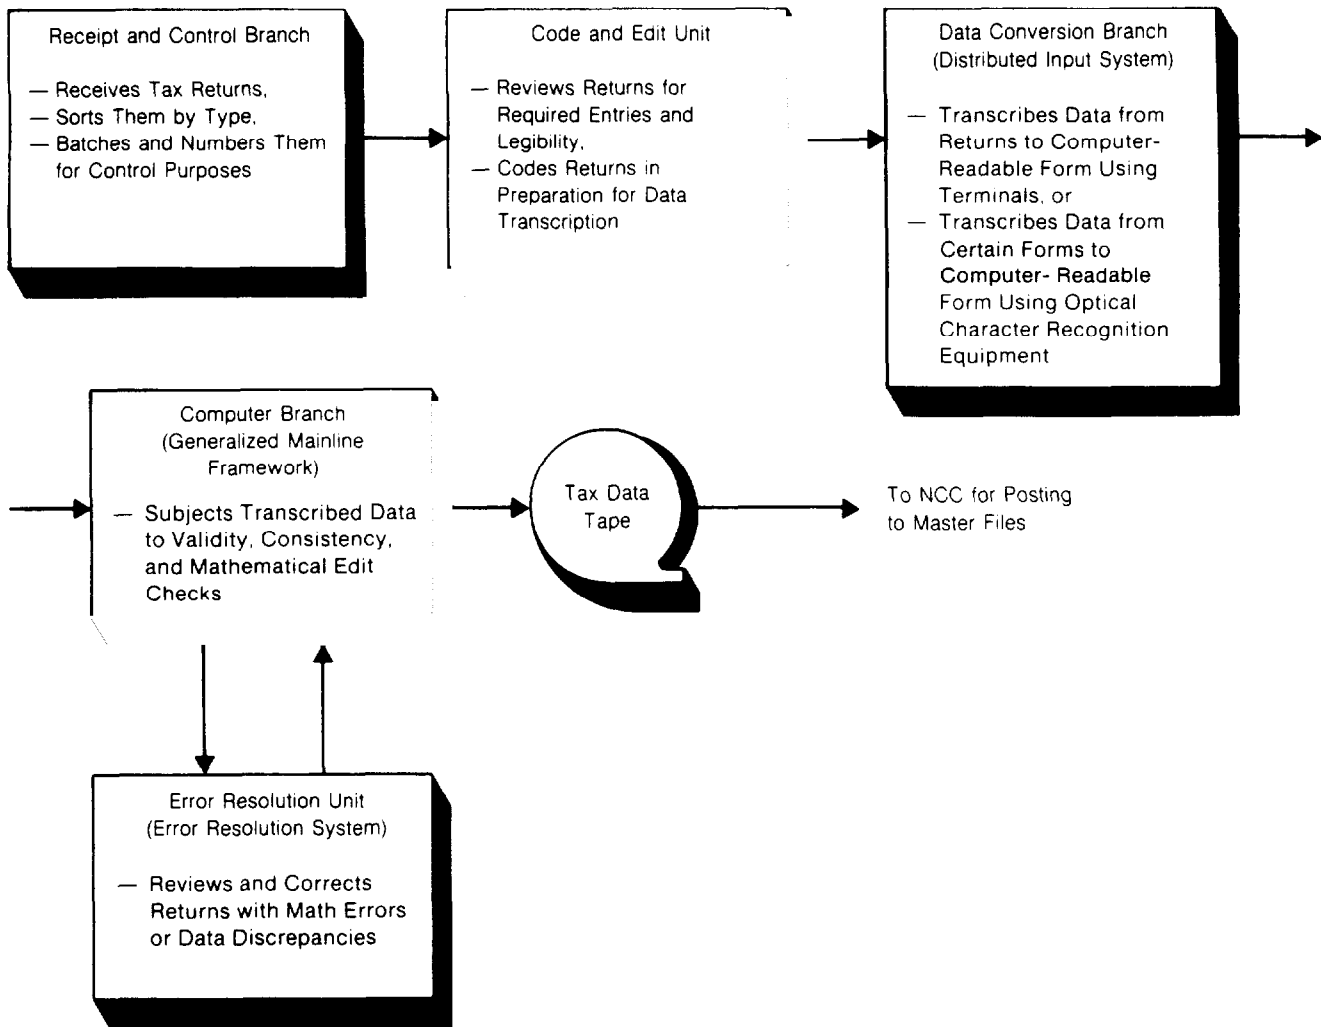 Receipt and Control Branch
— Receives Tax Returns,
— Sorts Them by Type,
— Batches and Numbers Them
for Control Purposes
Code and Edit Unit
— Reviews Returns for
Required Entries and
Legibility,
— Codes Returns in
Preparation for Data
Transcription
Data Conversion Branch
(Distributed Input System)
— Transcribes Data from
Returns to Computer-
Readable Form Using
Terminals, or
— Transcribes Data from
Certain Forms to
Computer- Readable
Form Using Optical
Character Recognition
Equipment
Computer Branch
(Generalized Mainline
Framework)
— Subjects Transcribed Data
to Validity, Consistency,
and Mathematical Edit
Checks
Tax Data
Tape
To NCC for Posting
to Master Files
Error Resolution Unit
(Error Resolution System)
— Reviews and Corrects
Returns with Math Errors
or Data Discrepancies